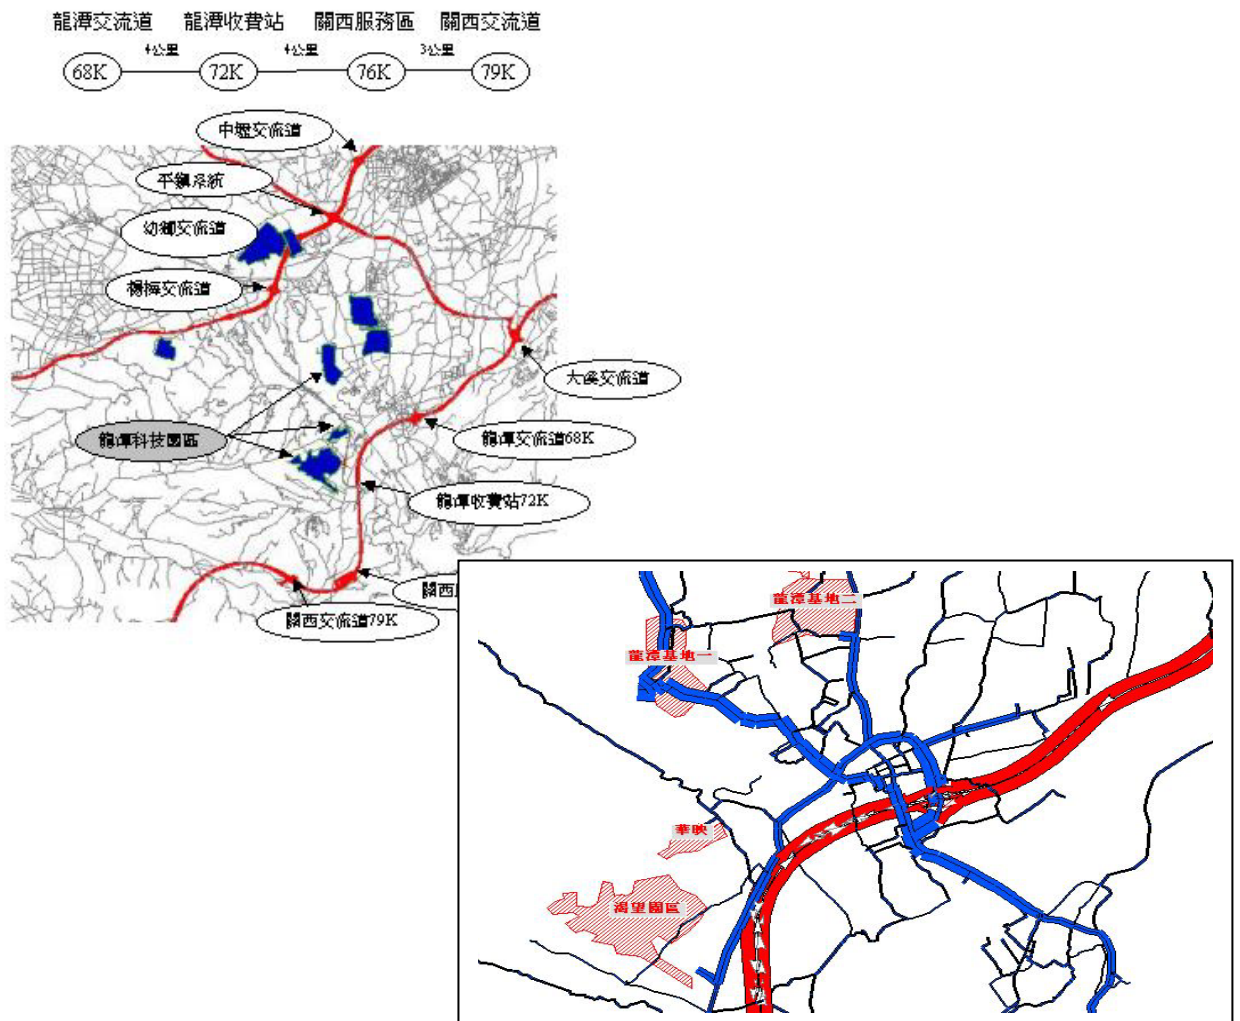 龍潭交流道 龍潭收費站 關西服務區 關西交流道
4公里 4公里 3公里
68K 72K 76K 79K
中壢交流道
平鎮系統
幼獅交流道
楊梅交流道
大溪交流道
龍潭科技園區
龍潭交流道68K
龍潭收費站72K
關西
關西交流道79K
龍潭基地二
龍潭基地一
華映
渴望園區